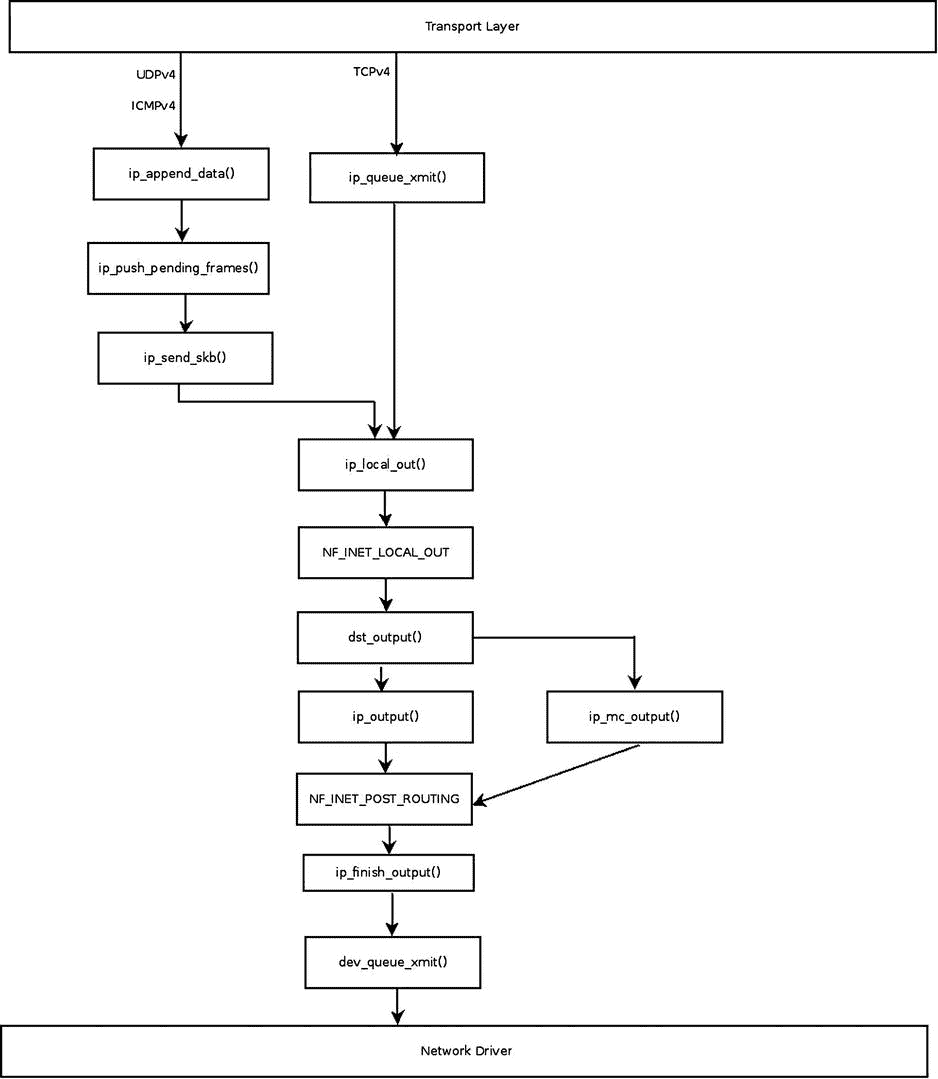 Transport Layer
UDPv4
TCPv4
ICMPv4
ip_append_data()
ip_queue_xmit()
ip_push_pending_frames()
ip_send_skb()
ip_local_out()
NF_INET_LOCAL_OUT
dst_output()
ip_output()
ip_mc_output()
NF_INET_POST_ROUTING
ip_finish_output()
dev_queue_xmit()
Network Driver